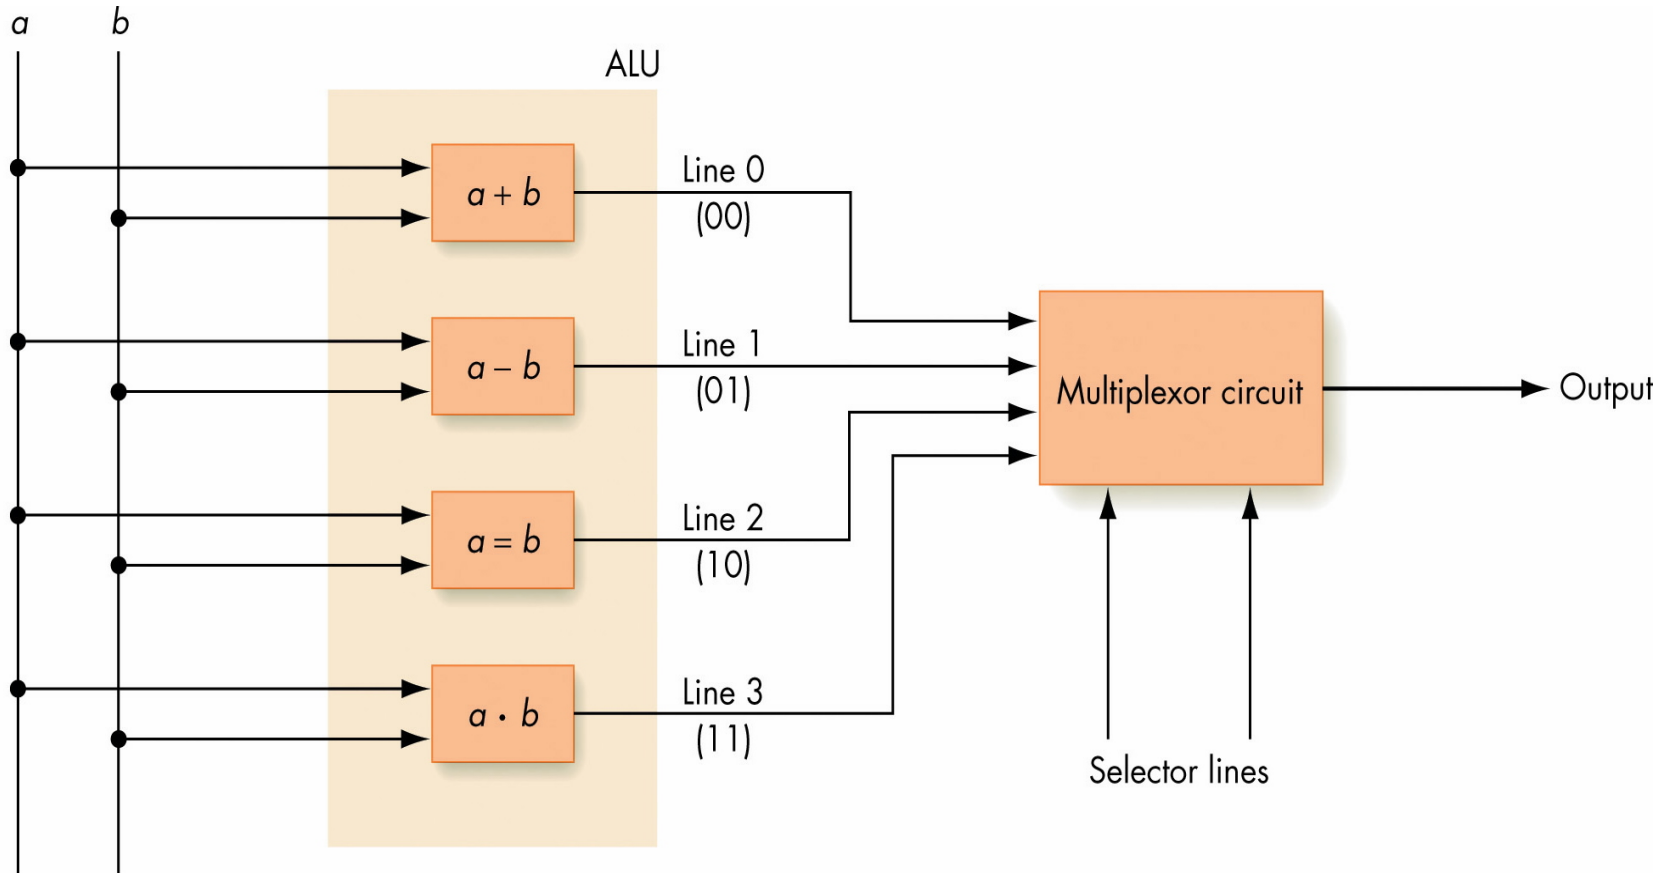 a
b
ALU
a + b
Line 0
(00)
a − b
Line 1
(01)
Multiplexor circuit
Output
a = b
Line 2
(10)
a · b
Line 3
(11)
Selector lines